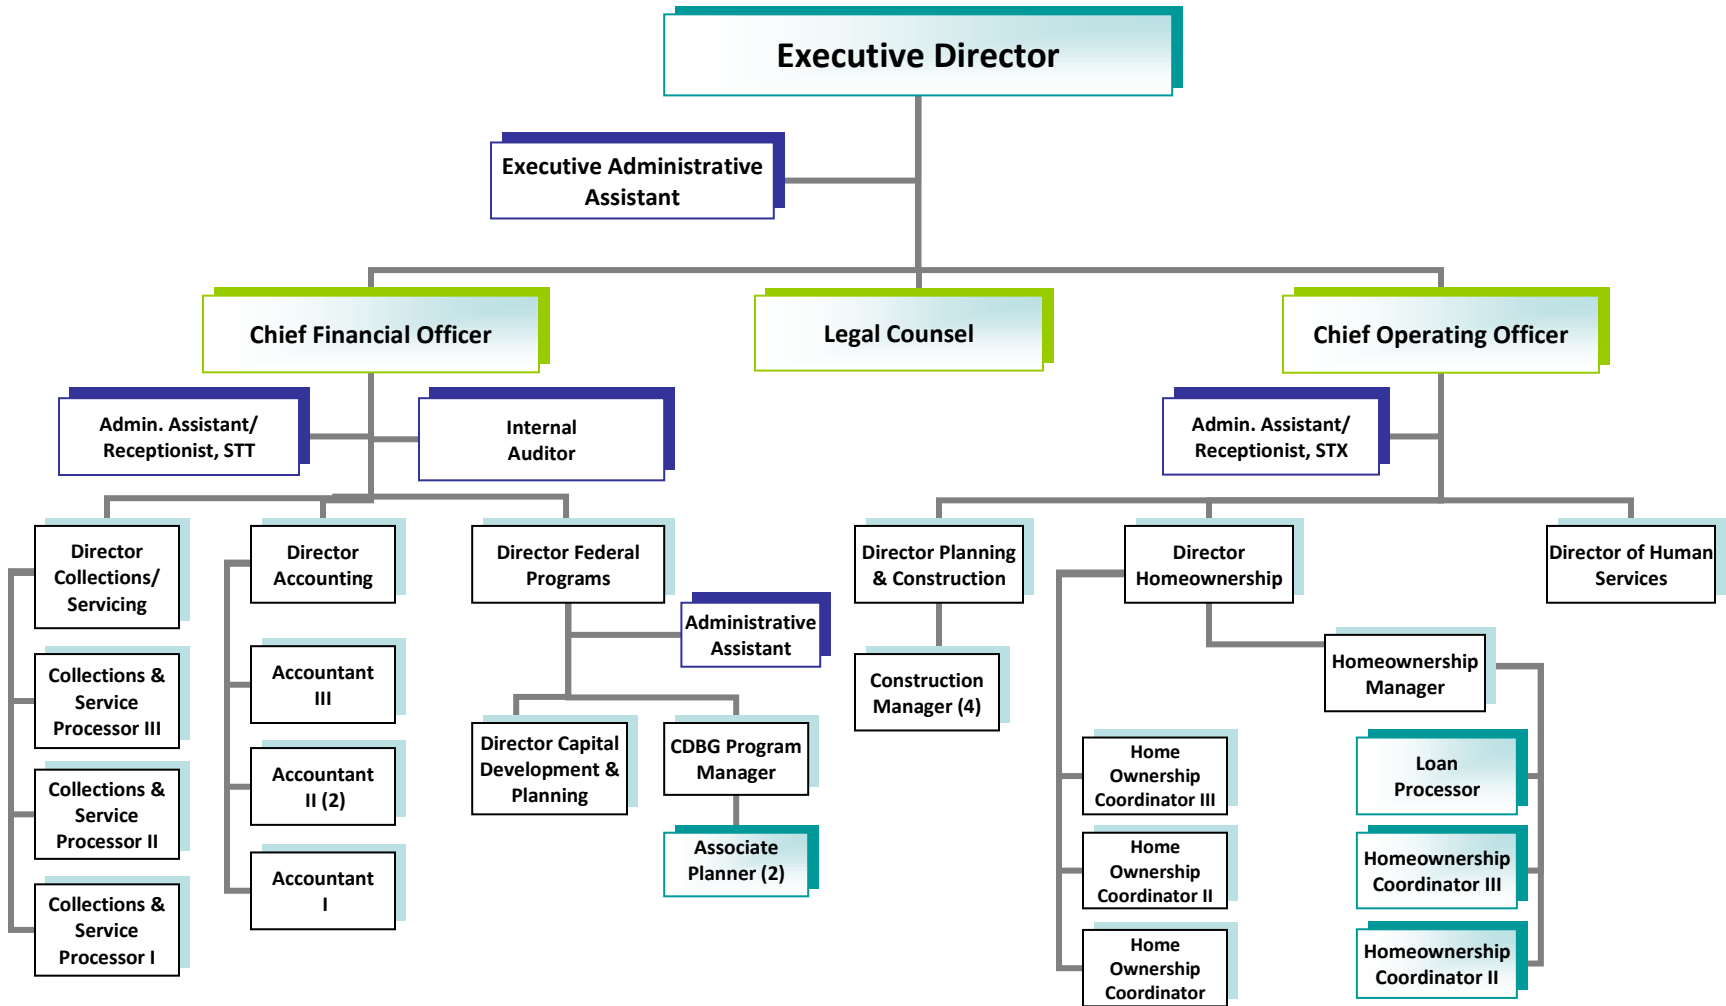 Executive Director
Executive Administrative
Assistant
Chief Financial Officer
Legal Counsel
Chief Operating Officer
Admin. Assistant/
Receptionist, STT
Internal
Auditor
Admin. Assistant/
Receptionist, STX
Director
Collections/
Servicing
Director
Accounting
Director Federal
Programs
Director Planning
& Construction
Director
Homeownership
Director of Human
Services
Administrative
Assistant
Collections &
Service
Processor III
Accountant
III
Construction
Manager (4)
Homeownership
Manager
Director Capital
Development &
Planning
CDBG Program
Manager
Home
Ownership
Coordinator III
Loan
Processor
Collections &
Service
Processor II
Accountant
II (2)
Associate
Planner (2)
Home
Ownership
Coordinator II
Homeownership
Coordinator III
Collections &
Service
Processor I
Accountant
I
Home
Ownership
Coordinator
Homeownership
Coordinator II